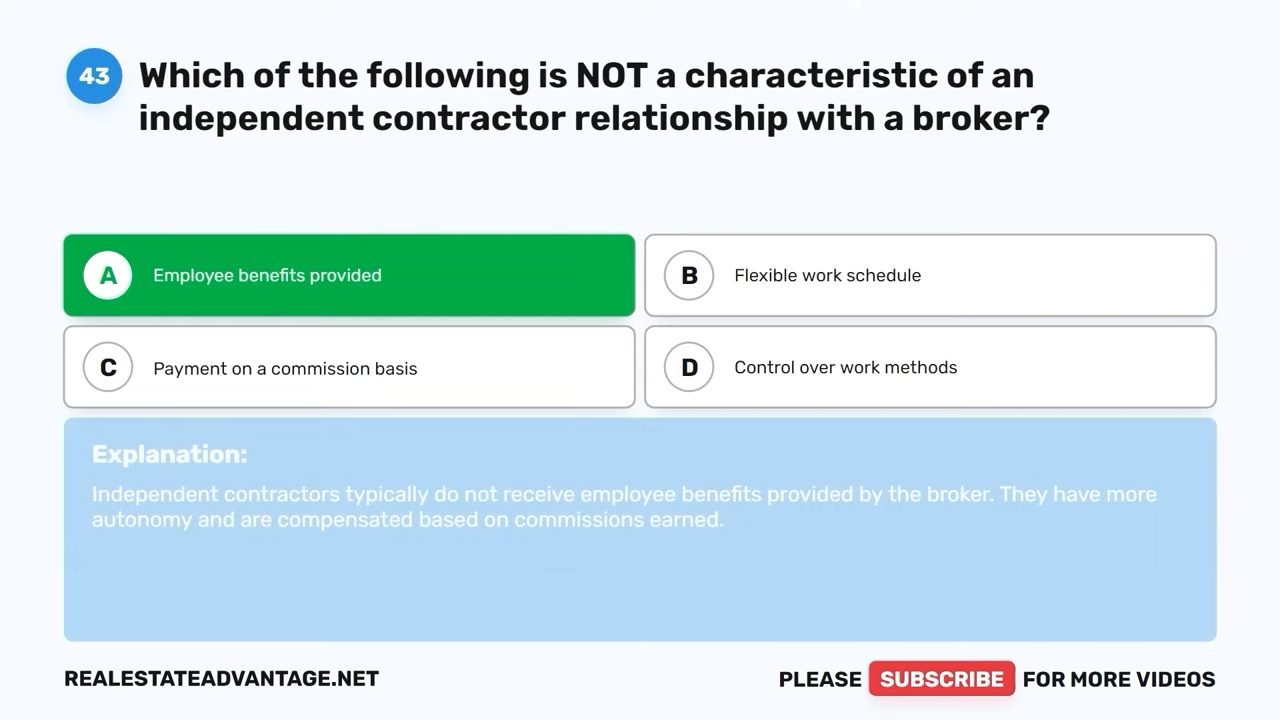 43
Which of the following is NOT a characteristic of an
independent contractor relationship with a broker?
A Employee benefits provided
B Flexible work schedule
C Payment on a commission basis
D Control over work methods
Explanation:
Independent contractors typically do not receive employee benefits provided by the broker. They have more
autonomy and are compensated based on commissions earned.
REALESTATEADVANTAGE.NET
PLEASE SUBSCRIBE FOR MORE VIDEOS